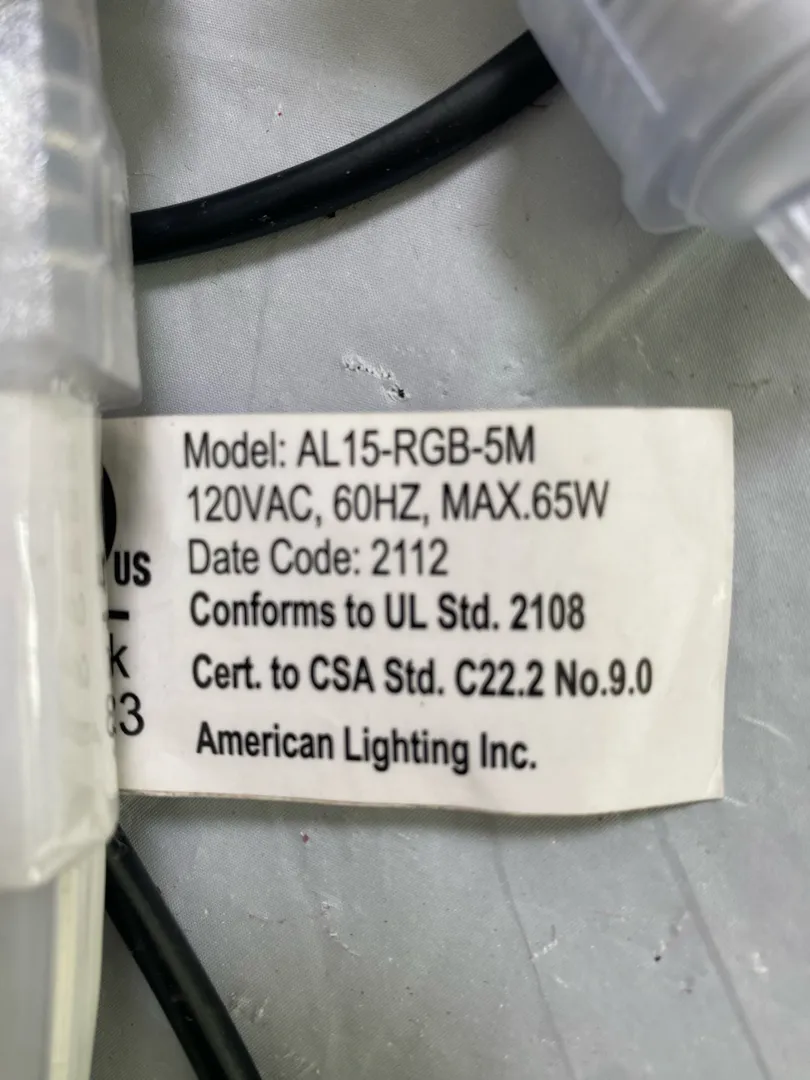 Model: AL15-RGB-5M
120VAC, 60HZ, MAX.65W
Date Code: 2112
US
Conforms to UL Std. 2108
Cert. to CSA Std. C22.2 No.9.0
American Lighting Inc.